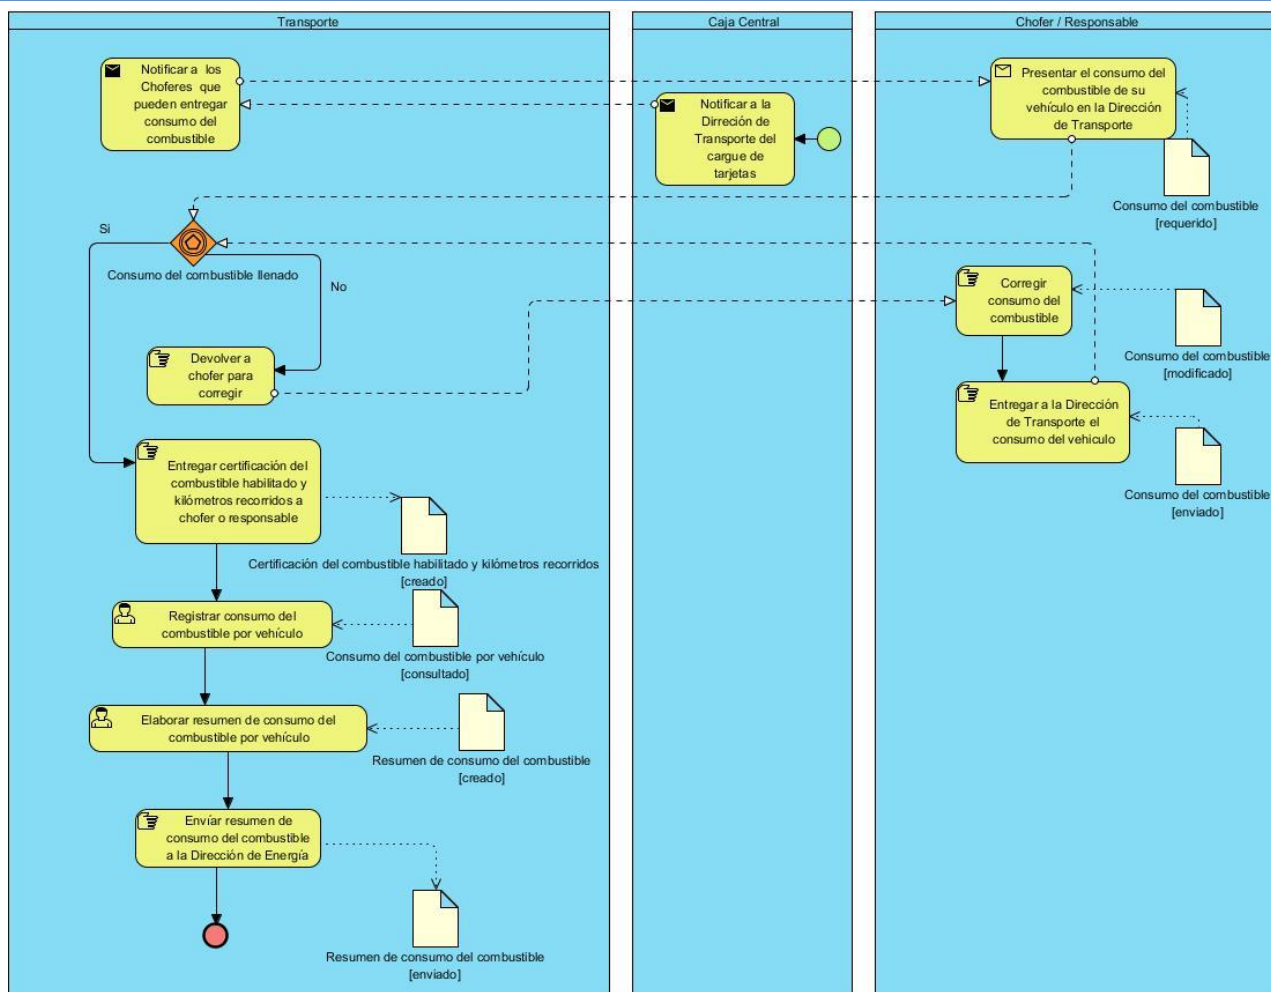 Transporte
Caja Central
Chofer / Responsable
Notificar a los
Choferes que
pueden entregar
consumo del
combustible
Notificar a la
Dirreción de
Transporte del
cargue de
tarjetas
Presentar el consumo del
combustible de su
vehículo en la Dirección
de Transporte
Consumo del combustible
[requerido]
Si
Consumo del combustible llenado
No
Corregir
consumo del
combustible
Consumo del combustible
[modificado]
Devolver a
chofer para
corregir
Entregar a la Dirección
de Transporte el
consumo del vehiculo
Consumo del combustible
[enviado]
Entregar certificación del
combustible habilitado y
kilómetros recorridos a
chofer o responsable
Certificación del combustible habilitado y kilómetros recorridos
[creado]
Registrar consumo del
combustible por vehículo
Consumo del combustible por vehículo
[consultado]
Elaborar resumen de consumo del
combustible por vehículo
Resumen de consumo del combustible
[creado]
Envíar resumen de
consumo del combustible
a la Dirección de Energía
Resumen de consumo del combustible
[enviado]